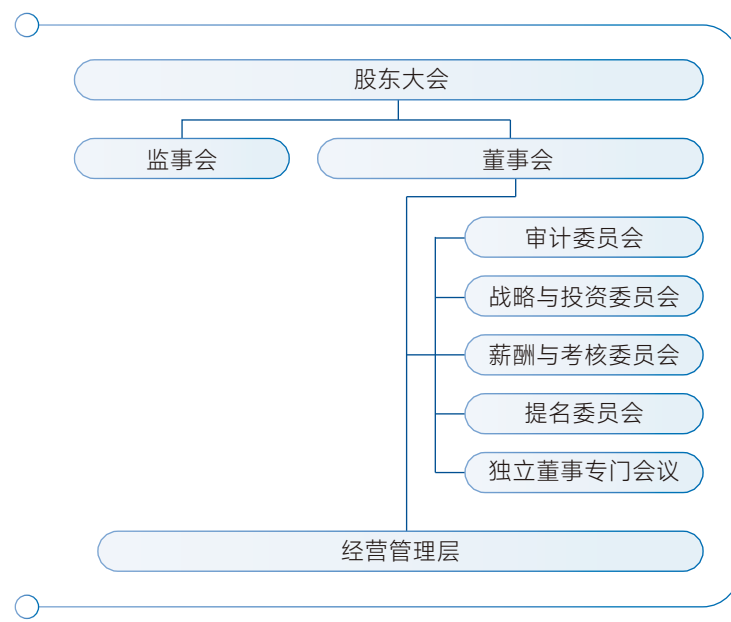 股东大会
监事会
董事会
审计委员会
战略与投资委员会
薪酬与考核委员会
提名委员会
独立董事专门会议
经营管理层